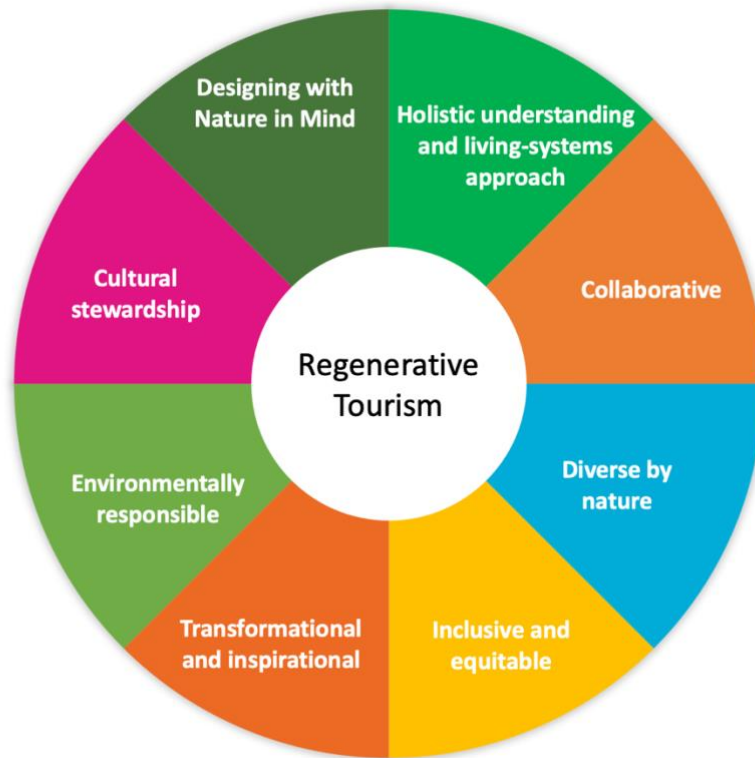 Designing with
Nature in Mind
Holistic understanding
and living-systems
approach
Collaborative
Diverse by
nature
Inclusive and
equitable
Transformational
and inspirational
Environmentally
responsible
Cultural
stewardship
Regenerative
Tourism